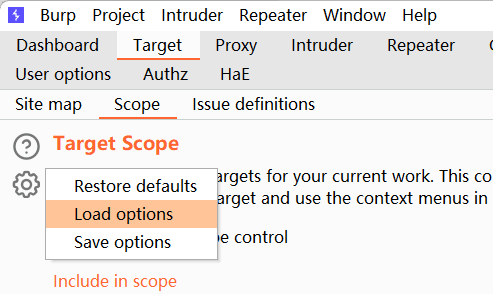 Burp Project Intruder Repeater Window Help
Dashboard Target Proxy Intruder Repeater
User options Authz HaE
Site map Scope Issue definitions
Target Scope
Restore defaults
argets for your current work. This co
Load options
arget and use the context menus in
Save options
be control
Include in scope